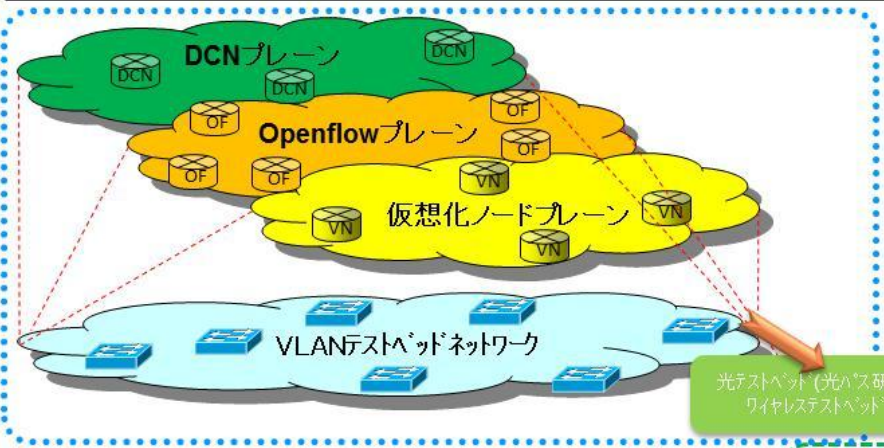 DCNプレーン
DCN
DCN
DCN
OF
OF
Openflowプレーン
OF
OF
OF
VN
仮想化ノードプレーン
VN
VN
VN
VLANテストベッドネットワーク
光テストベッド(光パス研
ワイヤレステストベッド